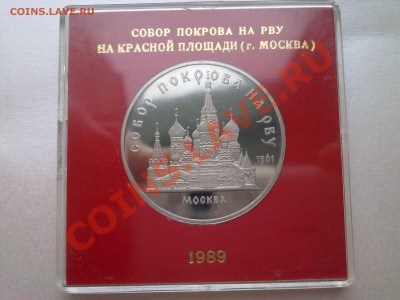 COINS.LAVE.RU
СОБОР ПОКРОВА НА РВУ
НА КРАСНОЙ ПЛОЩАДИ (г. МОСКВА)
СОБОР ПОКРОВА НА РВУ
1561
МОСКВА
1989
COINS.LAVE.RU